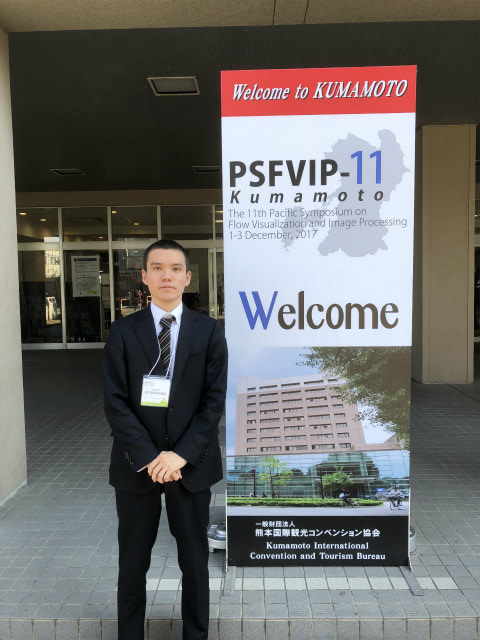 Welcome to KUMAMOTO
PSFVIP-11
Kumamoto
The 11th Pacific Symposium on
Flow Visualization and Image Processing
1-3 December, 2017
Welcome
一般財団法人
熊本国際観光コンベンション協会
Kumamoto International
Convention and Tourism Bureau